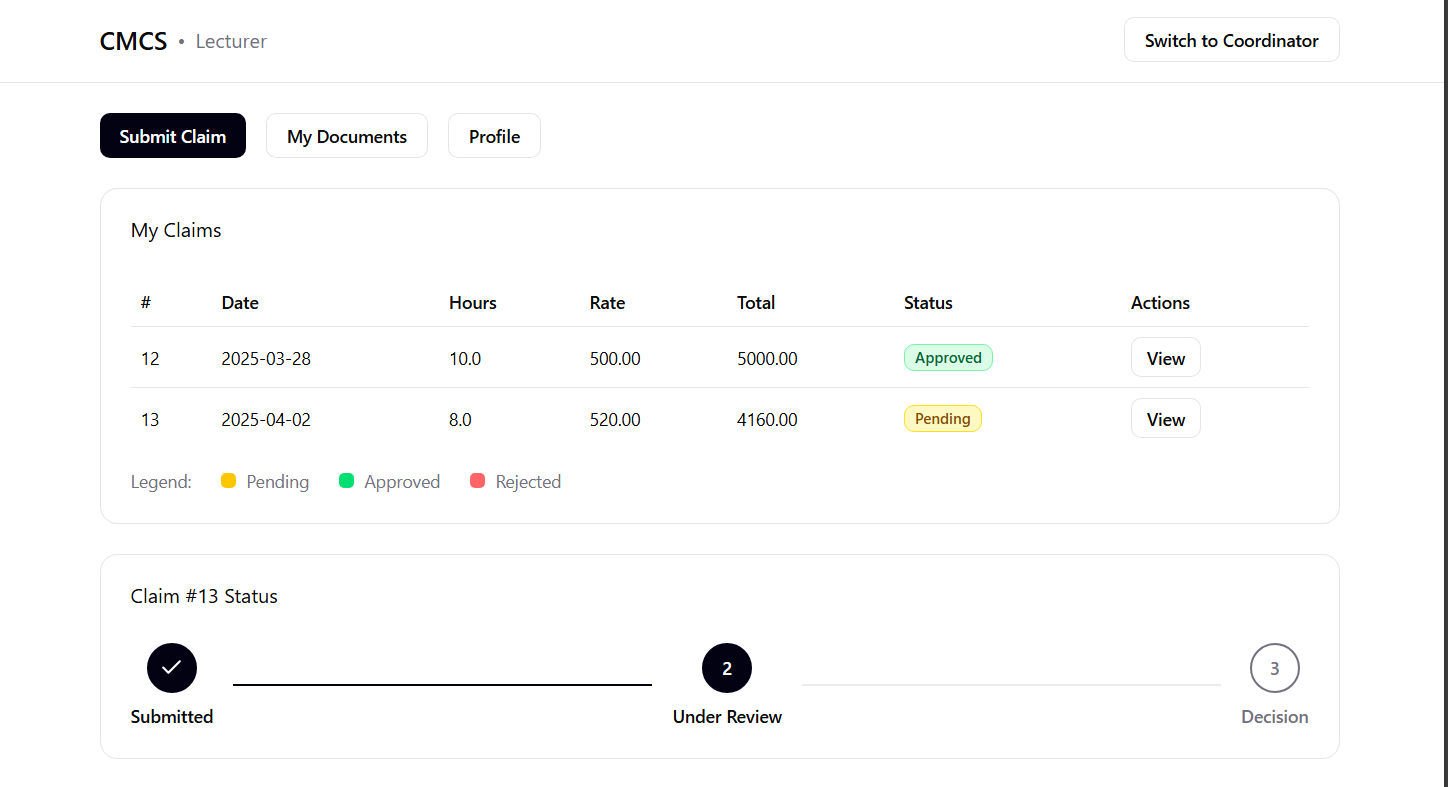 CMCS • Lecturer Switch to Coordinator
Submit Claim My Documents Profile
My Claims
# Date Hours Rate Total Status Actions
12 2025-03-28 10.0 500.00 5000.00 Approved View
13 2025-04-02 8.0 520.00 4160.00 Pending View
Legend: Pending Approved Rejected
Claim #13 Status
2 3
Submitted Under Review Decision